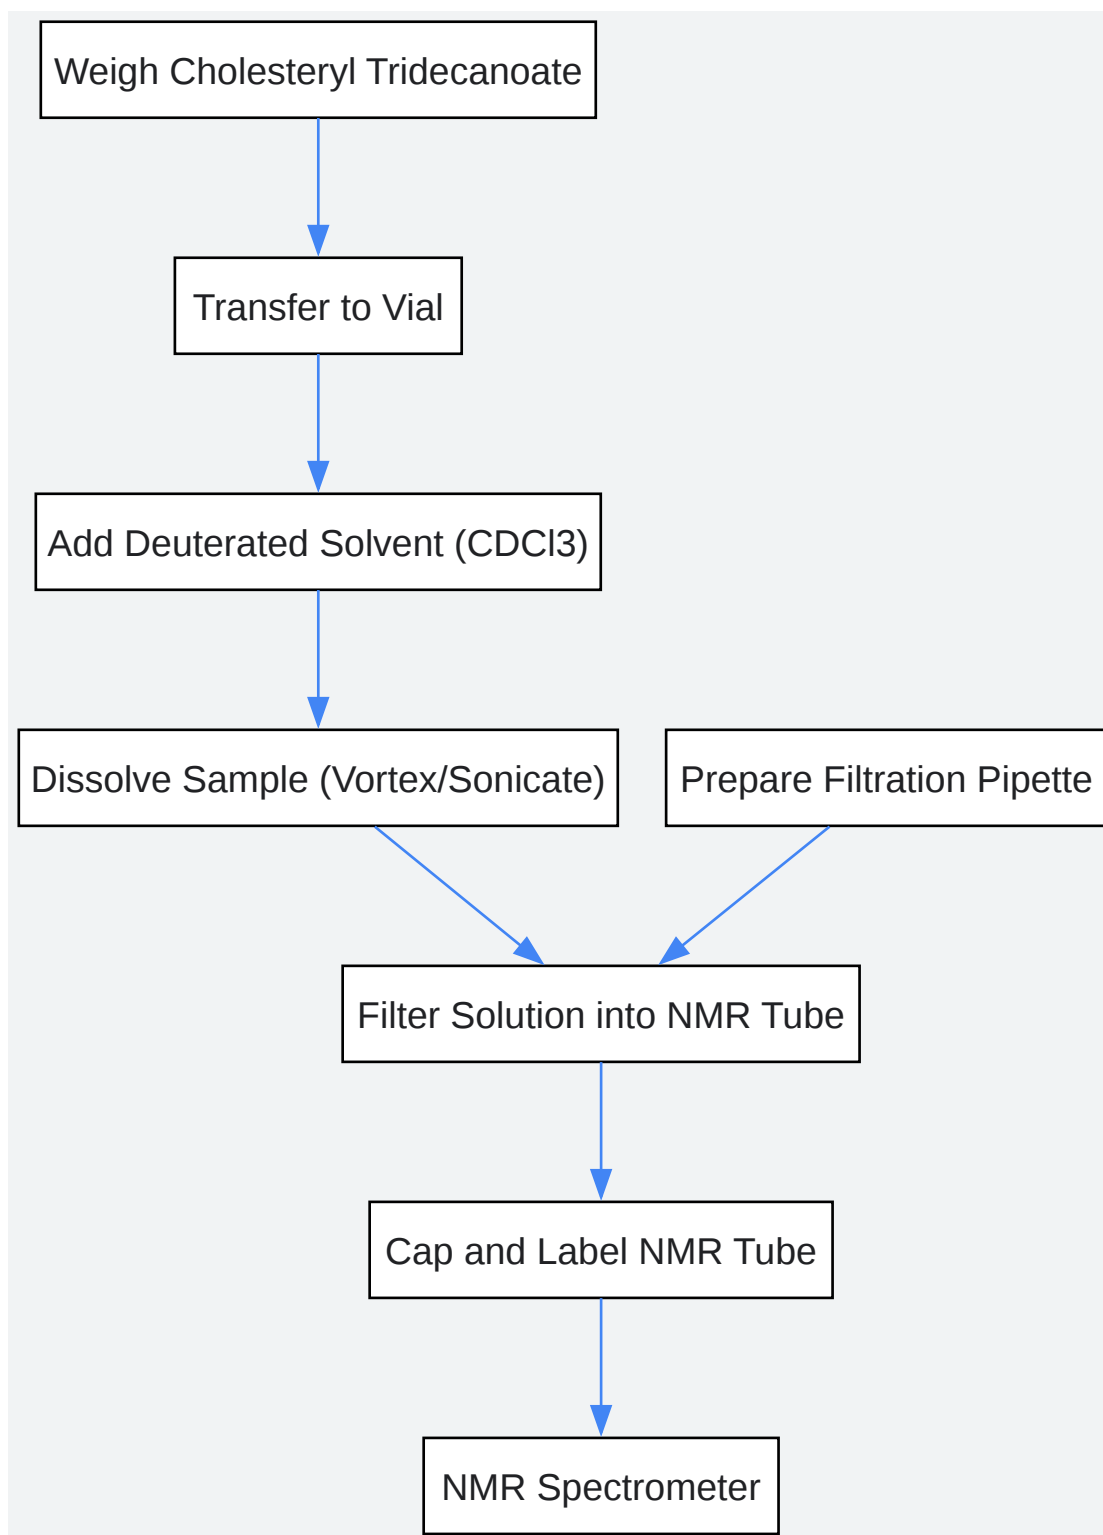 Weigh Cholesteryl Tridecanoate
Transfer to Vial
Add Deuterated Solvent (CDCl3)
Dissolve Sample (Vortex/Sonicate)
Prepare Filtration Pipette
Filter Solution into NMR Tube
Cap and Label NMR Tube
NMR Spectrometer